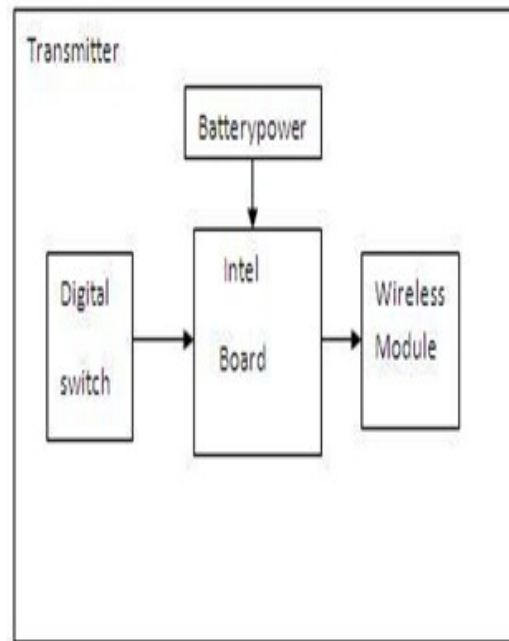 Transmitter
Batterypower
Intel
Board
Digital
switch
Wireless
Module